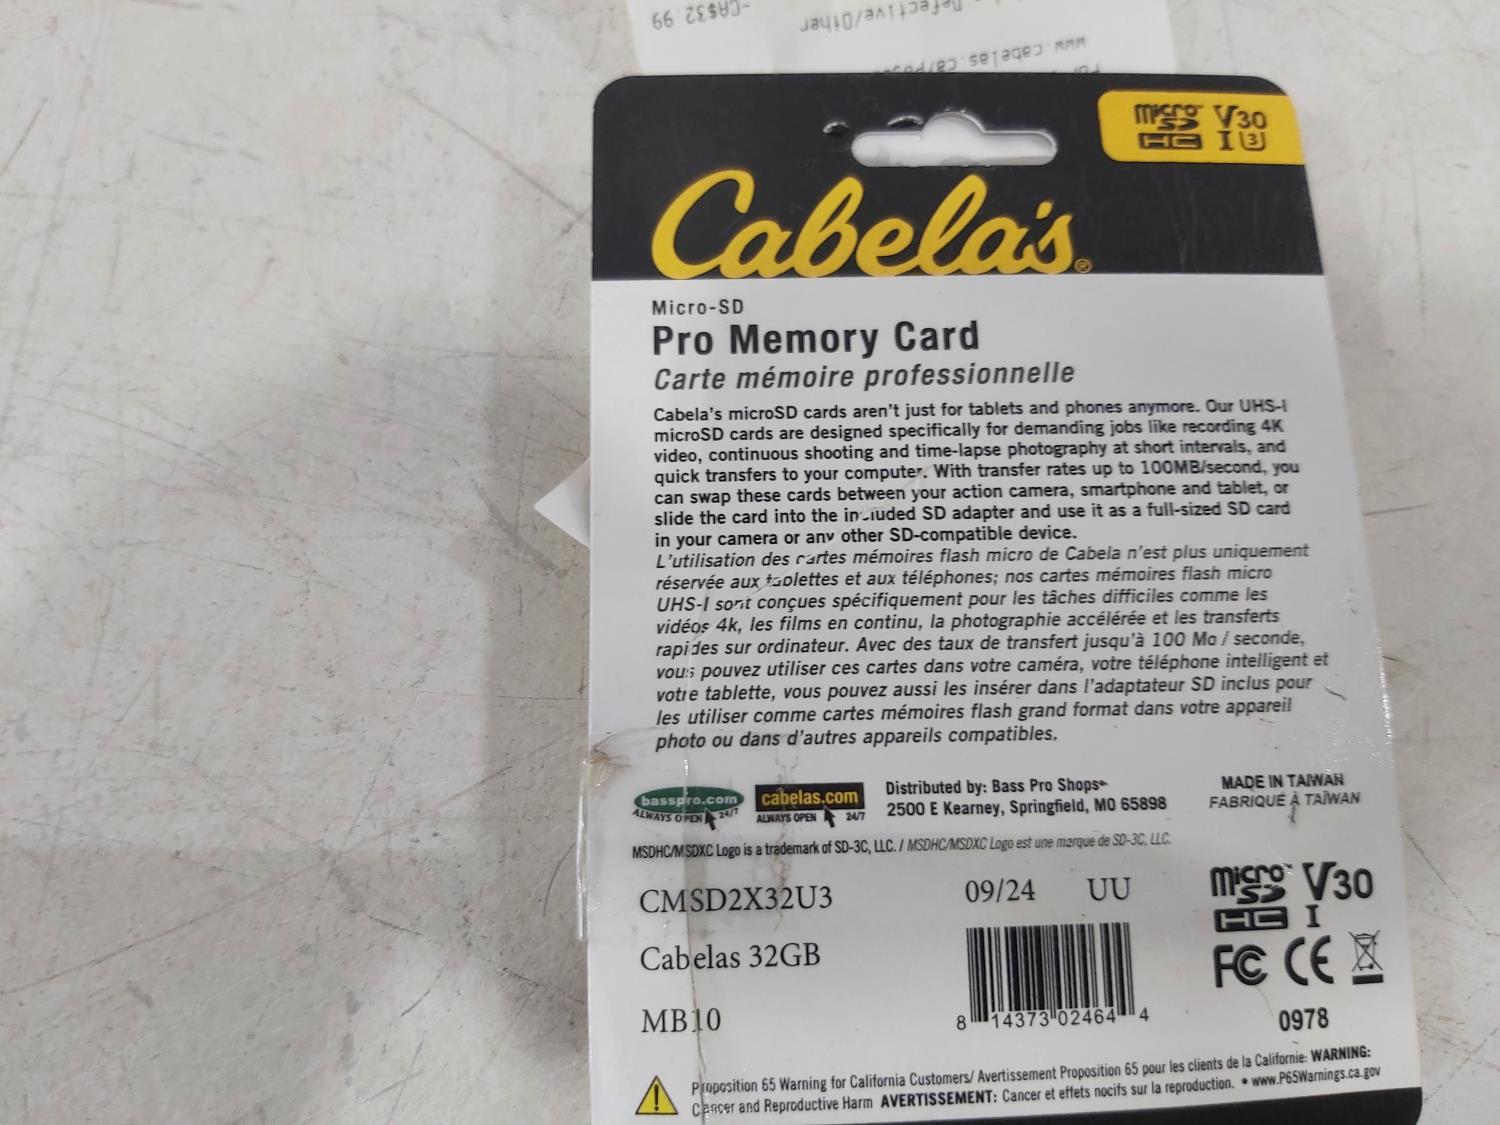 -CA$32.99
Defective/Other
www.cabelas.ca/
micro SD HC V30 I U3
Cabela's®
Micro-SD
Pro Memory Card
Carte mémoire professionnelle
Cabela's microSD cards aren't just for tablets and phones anymore. Our UHS-I
microSD cards are designed specifically for demanding jobs like recording 4K
video, continuous shooting and time-lapse photography at short intervals, and
quick transfers to your computer. With transfer rates up to 100MB/second, you
can swap these cards between your action camera, smartphone and tablet, or
slide the card into the included SD adapter and use it as a full-sized SD card
in your camera or any other SD-compatible device.
L'utilisation des cartes mémoires flash micro de Cabela n'est plus uniquement
réservée aux tablettes et aux téléphones; nos cartes mémoires flash micro
UHS-I sont conçues spécifiquement pour les tâches difficiles comme les
vidéos 4k, les films en continu, la photographie accélérée et les transferts
rapides sur ordinateur. Avec des taux de transfert jusqu'à 100 Mo / seconde,
vous pouvez utiliser ces cartes dans votre caméra, votre téléphone intelligent et
votre tablette, vous pouvez aussi les insérer dans l'adaptateur SD inclus pour
les utiliser comme cartes mémoires flash grand format dans votre appareil
photo ou dans d'autres appareils compatibles.
basspro.com
ALWAYS OPEN 24/7
cabelas.com
ALWAYS OPEN 24/7
Distributed by: Bass Pro Shops
2500 E Kearney, Springfield, MO 65898
MADE IN TAIWAN
FABRIQUÉ À TAÏWAN
MSDHC/MSDXC Logo is a trademark of SD-3C, LLC. / MSDHC/MSDXC Logo est une marque de SD-3C, LLC.
CMSD2X32U3 09/24 UU
micro SD HC V30 I
Cabelas 32GB
FC CE
MB10
8 14373 02464 4
0978
Proposition 65 Warning for California Customers/ Avertissement Proposition 65 pour les clients de la Californie: WARNING:
Cancer and Reproductive Harm AVERTISSEMENT: Cancer et effets nocifs sur la reproduction. • www.P65Warnings.ca.gov